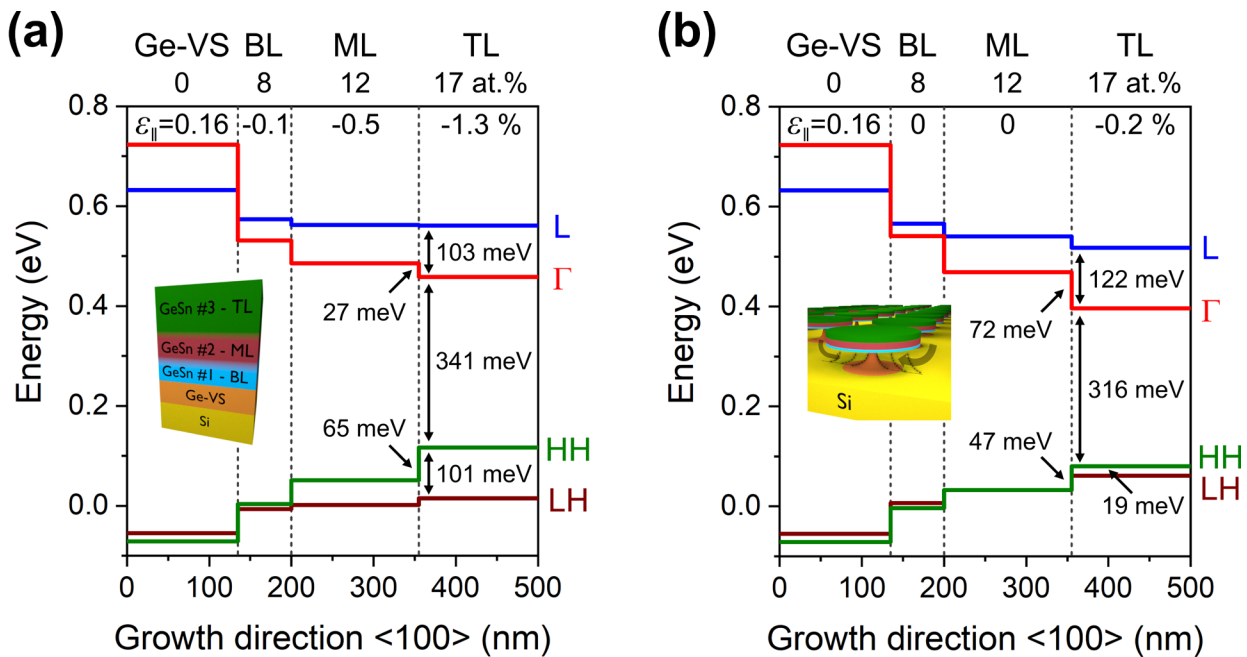 (a)
Ge-VS BL ML TL
0 8 12 17 at.%
ε∥=0.16 -0.1 -0.5 -1.3 %
0.8
0.6
0.4
0.2
0.0
Energy (eV)
L
103 meV
Γ
27 meV
341 meV
65 meV
HH
101 meV
LH
GeSn #3 - TL
GeSn #2 - ML
GeSn #1 - BL
Ge-VS
Si
0 100 200 300 400 500
Growth direction <100> (nm)
(b)
Ge-VS BL ML TL
0 8 12 17 at.%
ε∥=0.16 0 0 -0.2 %
0.8
0.6
0.4
0.2
0.0
Energy (eV)
L
122 meV
Γ
72 meV
316 meV
47 meV
HH
LH
19 meV
Si
0 100 200 300 400 500
Growth direction <100> (nm)